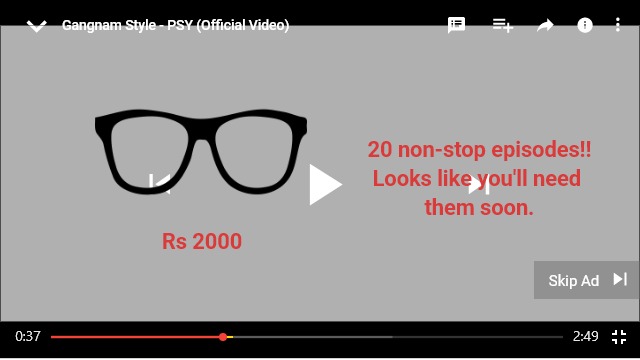 Gangnam Style - PSY (Official Video)
20 non-stop episodes!!
Looks like you'll need
them soon.
Rs 2000
Skip Ad
0:37
2:49